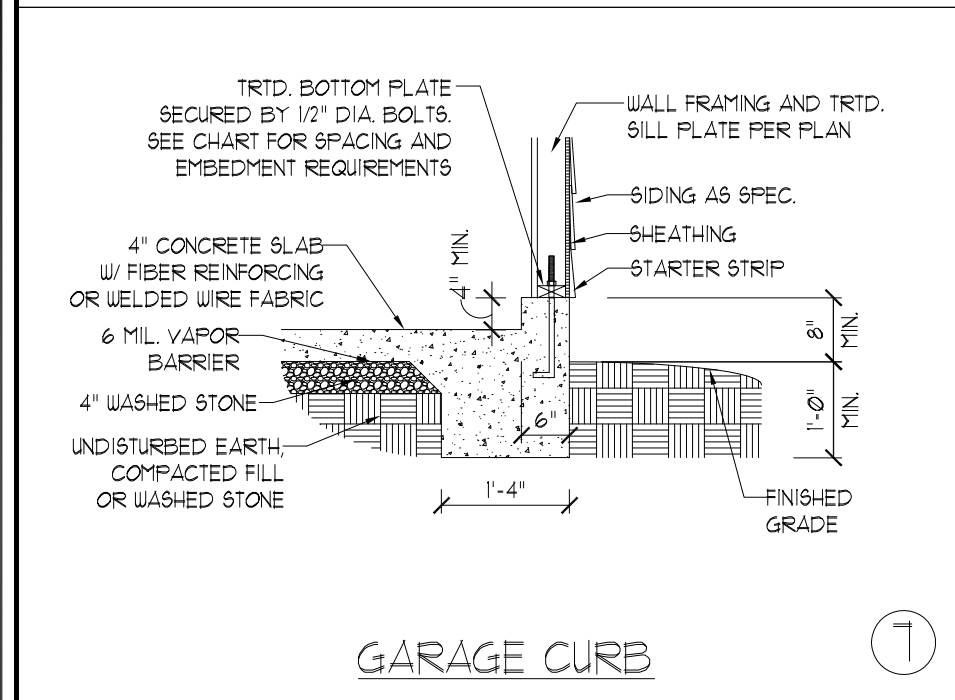 TRTD. BOTTOM PLATE
SECURED BY 1/2" DIA. BOLTS.
SEE CHART FOR SPACING AND
EMBEDMENT REQUIREMENTS
WALL FRAMING AND TRTD.
SILL PLATE PER PLAN
SIDING AS SPEC.
SHEATHING
STARTER STRIP
4" CONCRETE SLAB
W/ FIBER REINFORCING
OR WELDED WIRE FABRIC
4" MIN.
6 MIL. VAPOR
BARRIER
8"
MIN.
4" WASHED STONE
6"
1'-0"
MIN.
UNDISTURBED EARTH,
COMPACTED FILL
OR WASHED STONE
1'-4"
FINISHED
GRADE
GARAGE CURB
7